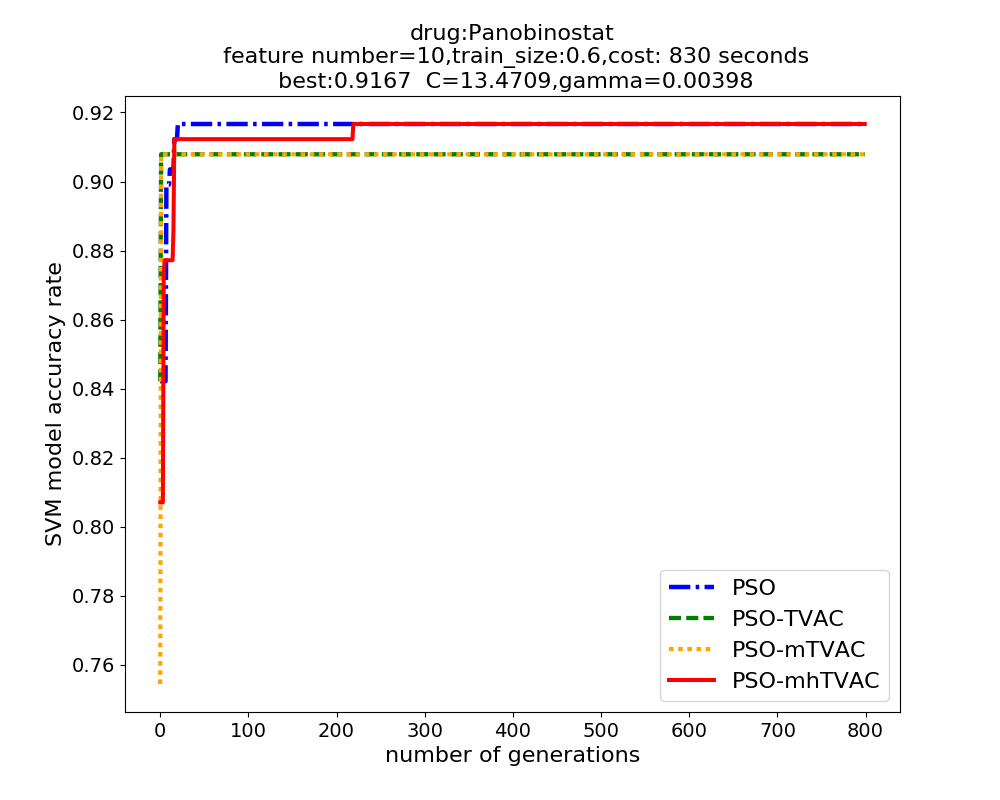 drug:Panobinostat
feature number=10,train_size:0.6,cost: 830 seconds
best:0.9167  C=13.4709,gamma=0.00398
0.92
0.90
0.88
0.86
0.84
0.82
0.80
0.78
0.76
SVM model accuracy rate
PSO
PSO-TVAC
PSO-mTVAC
PSO-mhTVAC
0 100 200 300 400 500 600 700 800
number of generations